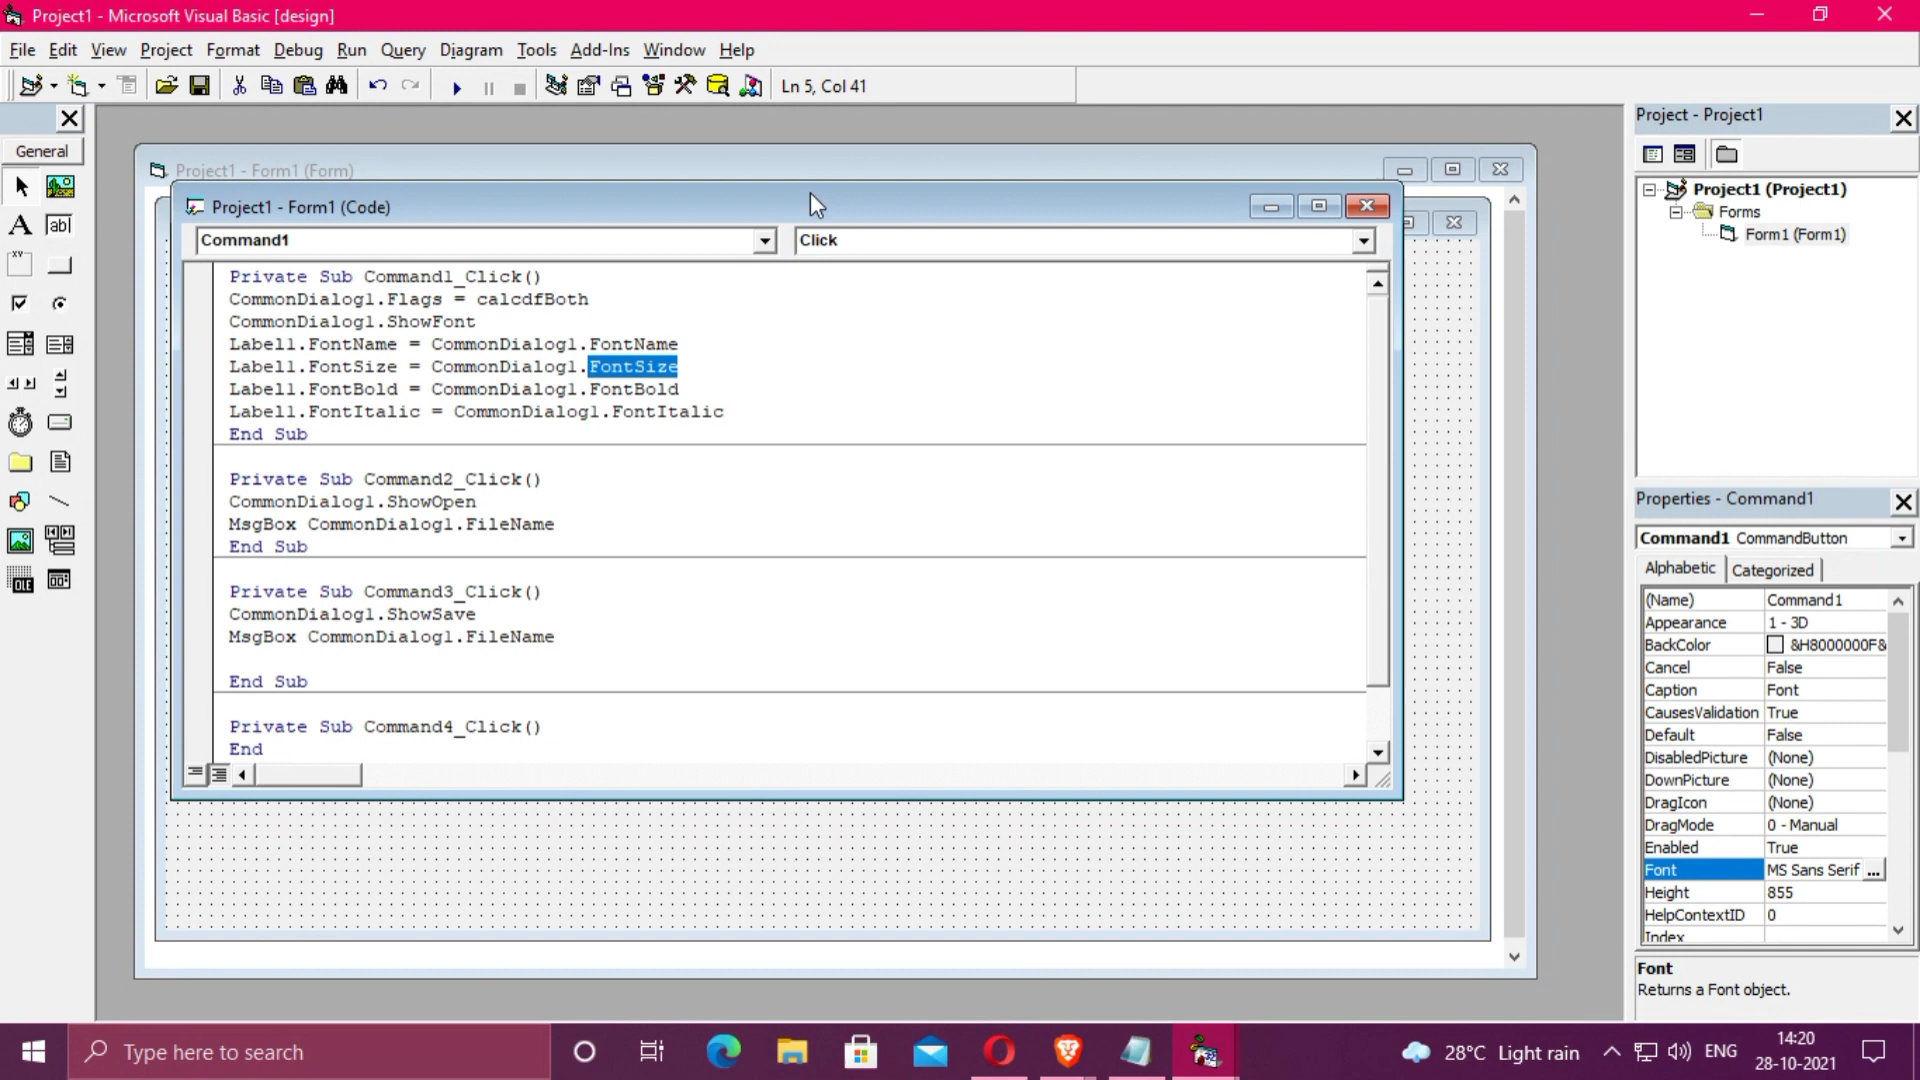 Project1 - Microsoft Visual Basic [design]
File Edit View Project Format Debug Run Query Diagram Tools Add-Ins Window Help
Ln 5, Col 41
General
Project1 - Form1 (Form)
Project1 - Form1 (Code)
Command1
Click
Private Sub Command1_Click()
CommonDialog1.Flags = calcdfBoth
CommonDialog1.ShowFont
Label1.FontName = CommonDialog1.FontName
Label1.FontSize = CommonDialog1.FontSize
Label1.FontBold = CommonDialog1.FontBold
Label1.FontItalic = CommonDialog1.FontItalic
End Sub
Private Sub Command2_Click()
CommonDialog1.ShowOpen
MsgBox CommonDialog1.FileName
End Sub
Private Sub Command3_Click()
CommonDialog1.ShowSave
MsgBox CommonDialog1.FileName
End Sub
Private Sub Command4_Click()
End
A
ab
XY
OLE
Project - Project1
Project1 (Project1)
Forms
Form1 (Form1)
Properties - Command1
Command1 CommandButton
Alphabetic Categorized
(Name) Command1
Appearance 1 - 3D
BackColor &H8000000F&
Cancel False
Caption Font
CausesValidation True
Default False
DisabledPicture (None)
DownPicture (None)
DragIcon (None)
DragMode 0 - Manual
Enabled True
Font MS Sans Serif ...
Height 855
HelpContextID 0
Index
Font
Returns a Font object.
Type here to search
28°C Light rain
ENG
14:20
28-10-2021